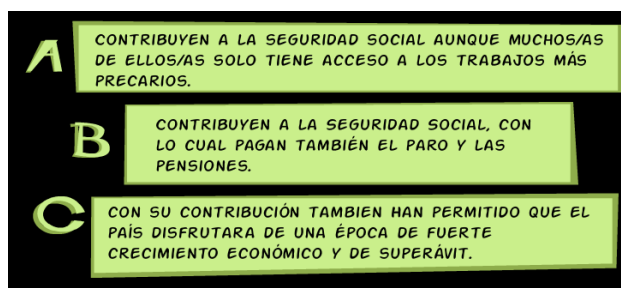 A
CONTRIBUYEN A LA SEGURIDAD SOCIAL AUNQUE MUCHOS/AS
DE ELLOS/AS SOLO TIENE ACCESO A LOS TRABAJOS MÁS
PRECARIOS.
B
CONTRIBUYEN A LA SEGURIDAD SOCIAL, CON
LO CUAL PAGAN TAMBIÉN EL PARO Y LAS
PENSIONES.
C
CON SU CONTRIBUCIÓN TAMBIEN HAN PERMITIDO QUE EL
PAÍS DISFRUTARA DE UNA ÉPOCA DE FUERTE
CRECIMIENTO ECONÓMICO Y DE SUPERÁVIT.